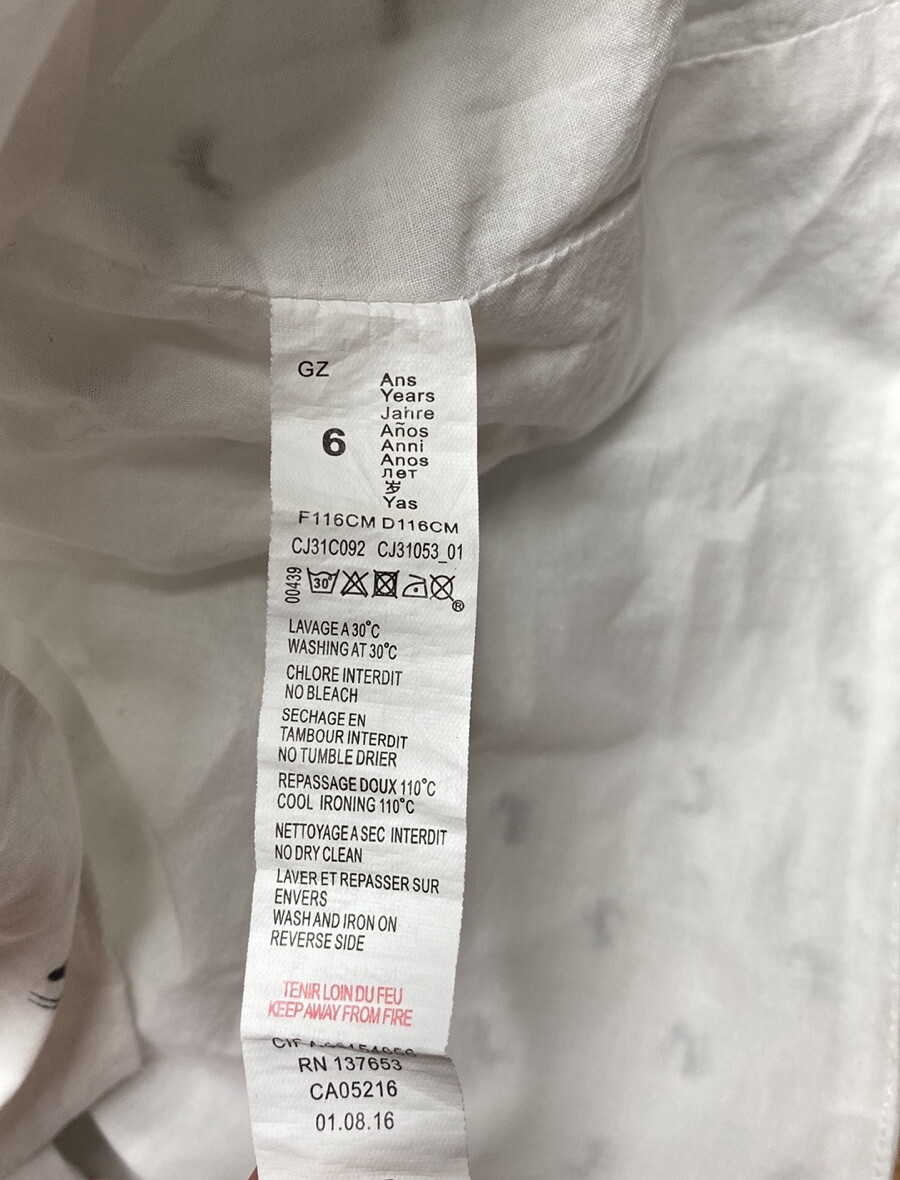 GZ
6
Ans
Years
Jahre
Años
Anni
Anos
лет
岁
Yas
F116CM D116CM
CJ31C092 CJ31053_01
00439
30°
®
LAVAGE A 30°C
WASHING AT 30°C
CHLORE INTERDIT
NO BLEACH
SECHAGE EN
TAMBOUR INTERDIT
NO TUMBLE DRIER
REPASSAGE DOUX 110°C
COOL IRONING 110°C
NETTOYAGE A SEC INTERDIT
NO DRY CLEAN
LAVER ET REPASSER SUR
ENVERS
WASH AND IRON ON
REVERSE SIDE
TENIR LOIN DU FEU
KEEP AWAY FROM FIRE
CIF
RN 137653
CA05216
01.08.16